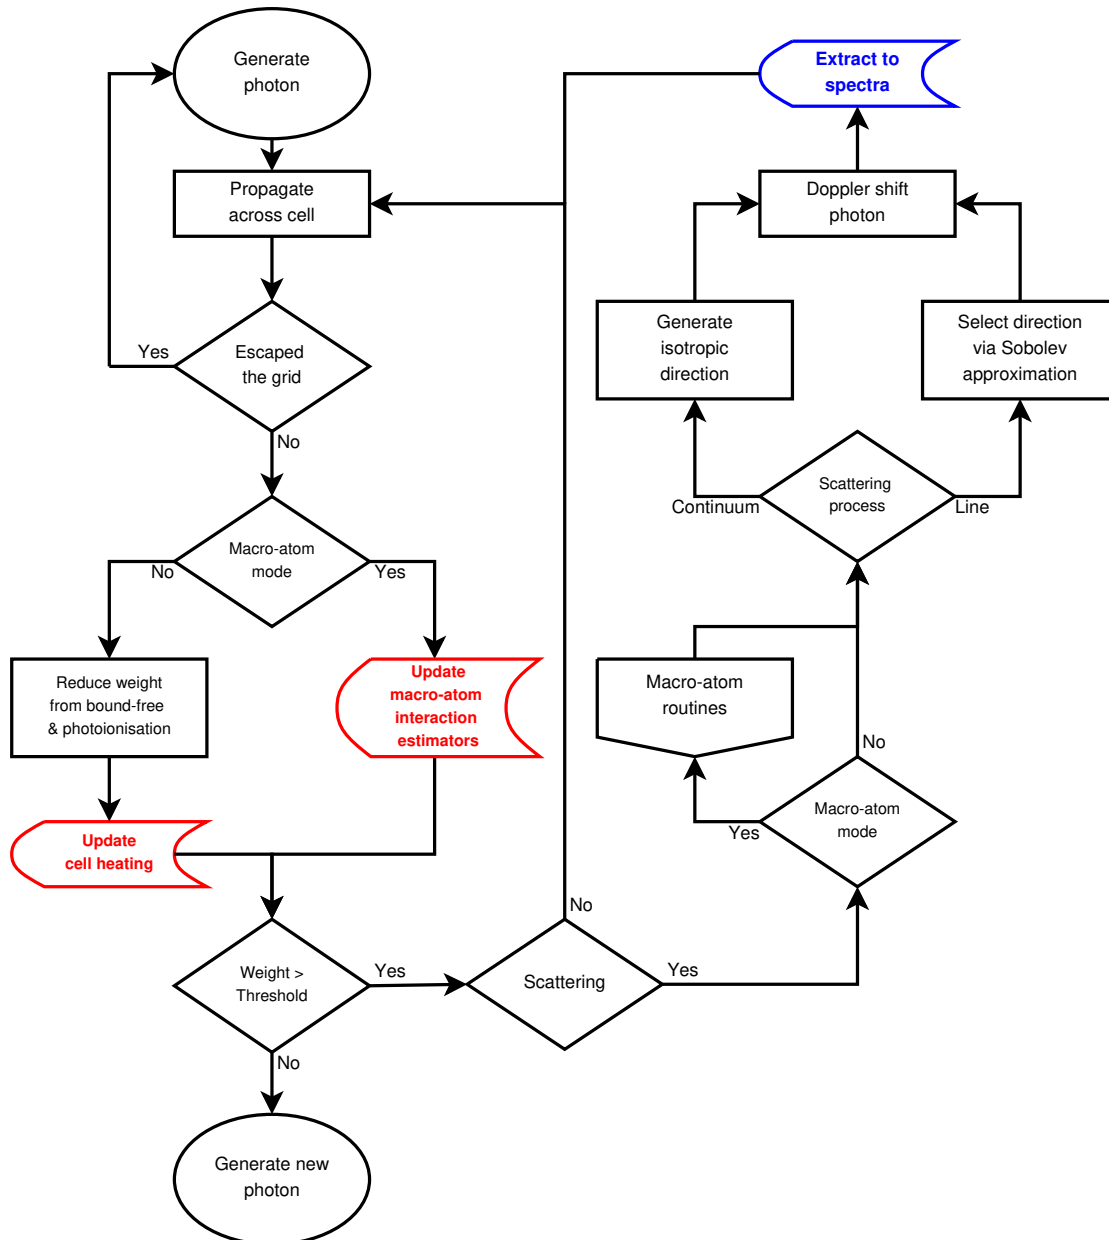 Generate
photon
Extract to
spectra
Propagate
across cell
Doppler shift
photon
Yes
Escaped
the grid
No
Generate
isotropic
direction
Select direction
via Sobolev
approximation
Continuum
Scattering
process
Line
No
Macro-atom
mode
Yes
Reduce weight
from bound-free
& photoionisation
Update
macro-atom
interaction
estimators
Macro-atom
routines
No
Yes
Macro-atom
mode
Update
cell heating
Weight >
Threshold
Yes
No
Scattering
Yes
No
Generate new
photon